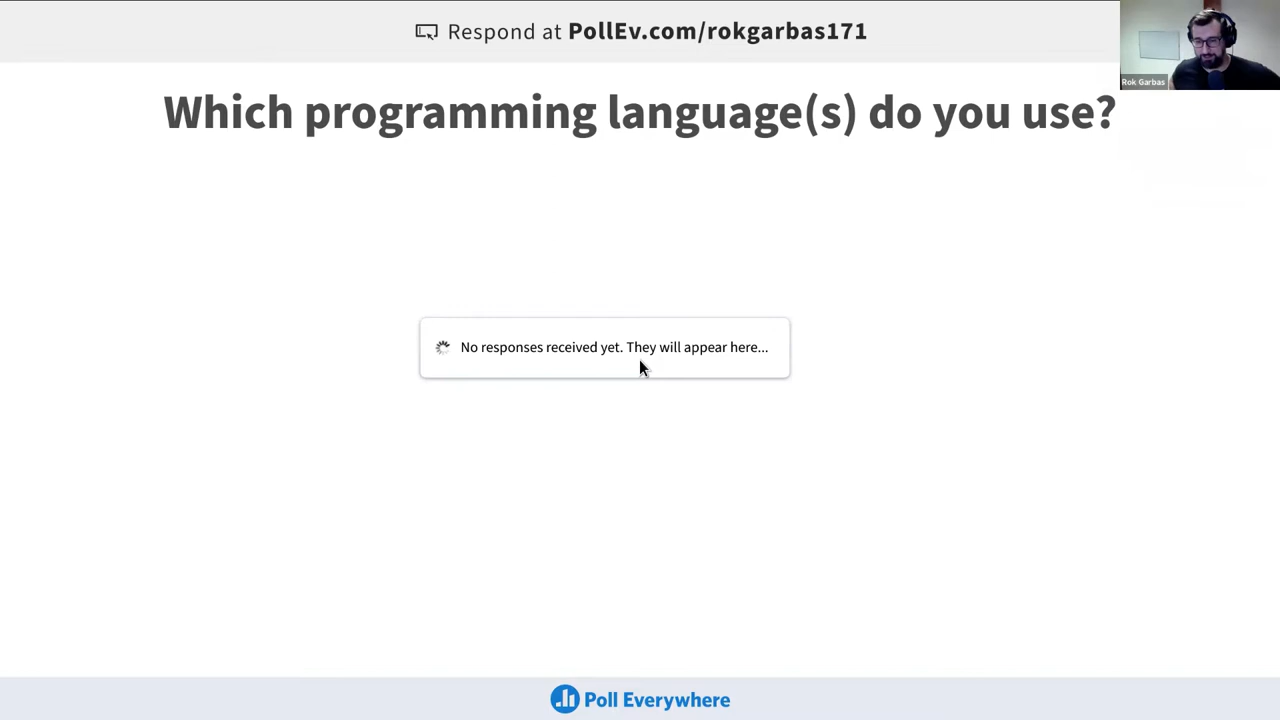 Respond at PollEv.com/rokgarbas171
Rok Garbas
Which programming language(s) do you use?
No responses received yet. They will appear here...
Poll Everywhere